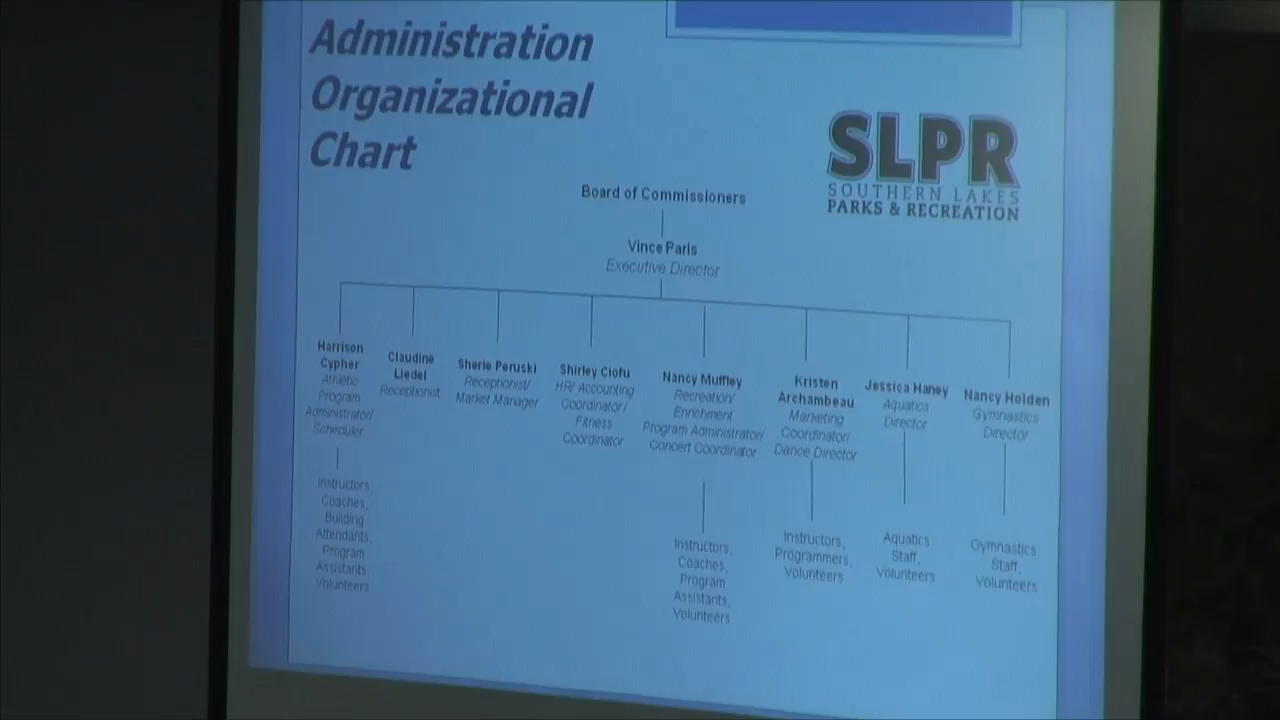 Administration
Organizational
Chart
SLPR
SOUTHERN LAKES
PARKS & RECREATION
Board of Commissioners
Vince Paris
Executive Director
Harrison
Cypher
Athletic
Program
Administrator/
Scheduler
Instructors,
Coaches,
Building
Attendants,
Program
Assistants,
Volunteers
Claudine
Liedel
Receptionist
Sherie Peruski
Receptionist/
Market Manager
Shirley Ciofu
HR/ Accounting
Coordinator/
Fitness
Coordinator
Nancy Muffley
Recreation/
Enrichment
Program Administrator/
Concert Coordinator
Instructors,
Coaches,
Program
Assistants,
Volunteers
Kristen
Archambeau
Marketing
Coordinator/
Dance Director
Instructors,
Programmers,
Volunteers
Jessica Haney
Aquatics
Director
Aquatics
Staff,
Volunteers
Nancy Holden
Gymnastics
Director
Gymnastics
Staff,
Volunteers